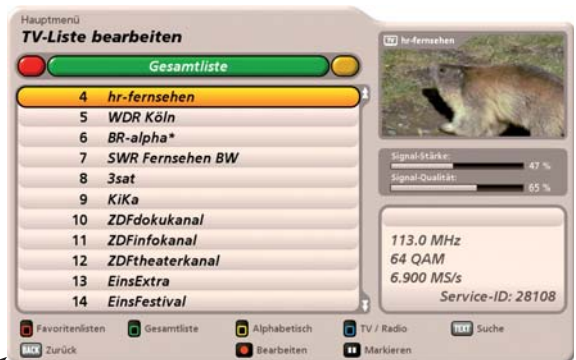 Hauptmenü
TV-Liste bearbeiten
Gesamtliste
4 hr-fernsehen
5 WDR Köln
6 BR-alpha*
7 SWR Fernsehen BW
8 3sat
9 KiKa
10 ZDFdokukanal
11 ZDFinfokanal
12 ZDFtheaterkanal
13 EinsExtra
14 EinsFestival
TV hr-fernsehen
Signal-Stärke:
47 %
Signal-Qualität:
65 %
113.0 MHz
64 QAM
6.900 MS/s
Service-ID: 28108
Favoritenlisten Gesamtliste Alphabetisch TV / Radio TEXT Suche
BACK Zurück Bearbeiten Markieren